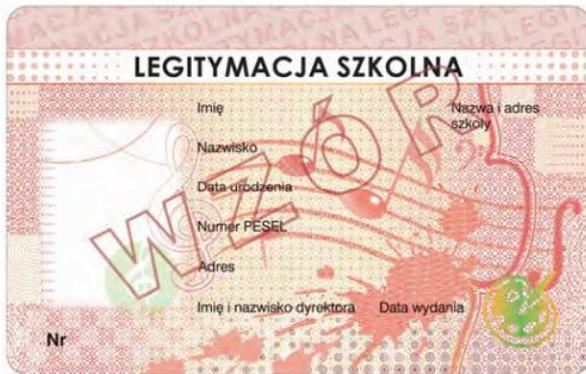 LEGITYMACJA SZKOLNA
Imię
Nazwa i adres
szkoły
Nazwisko
Data urodzenia
Numer PESEL
Adres
Imię i nazwisko dyrektora Data wydania
Nr
WZÓR